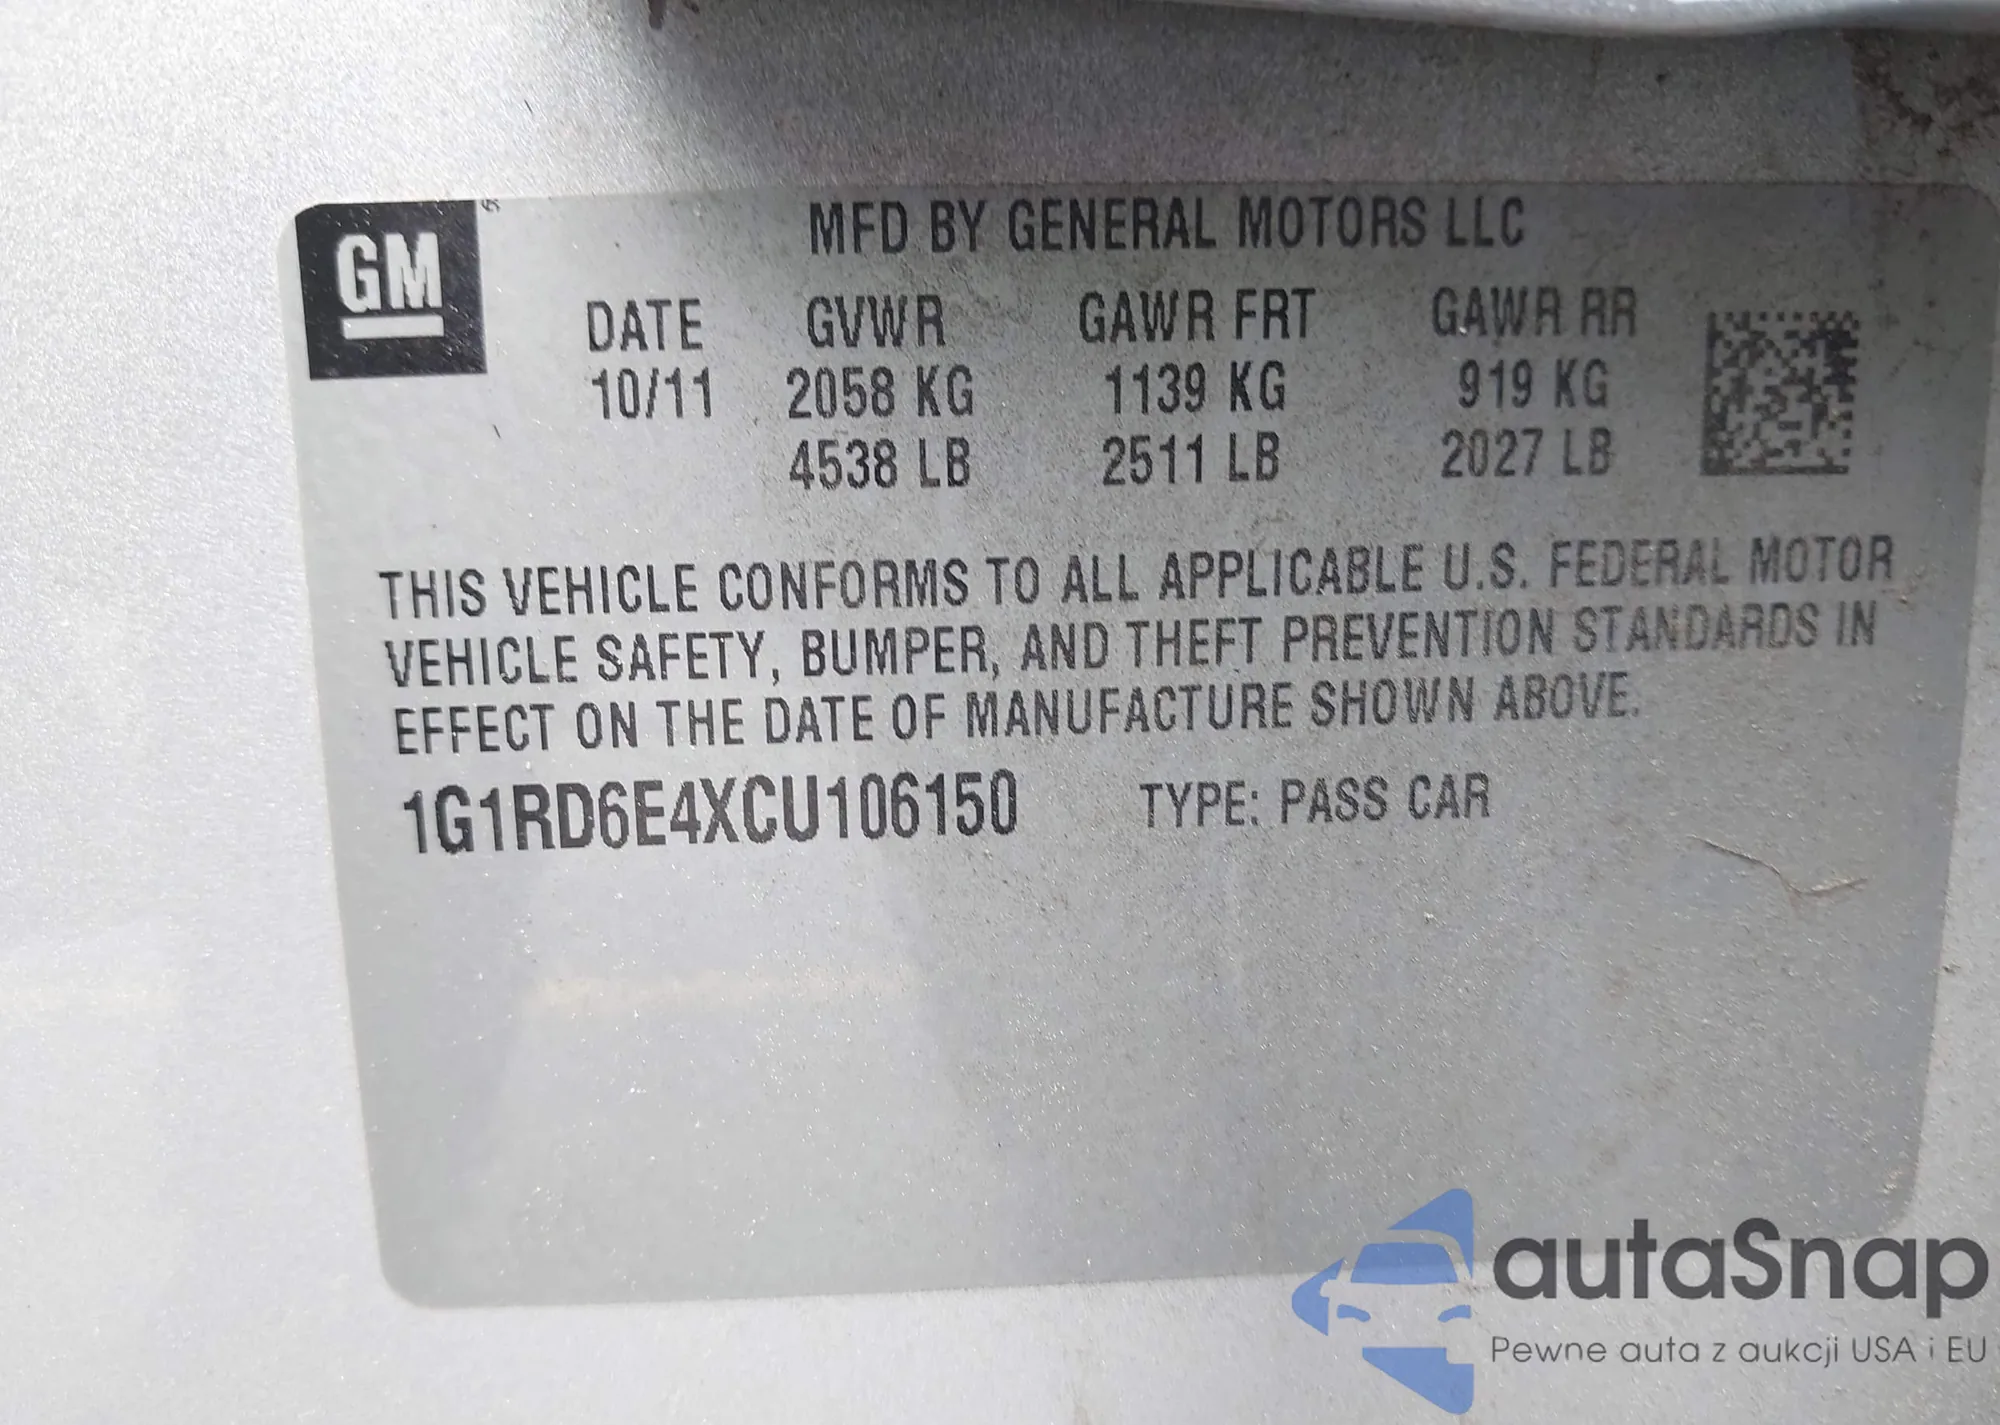 GM
MFD BY GENERAL MOTORS LLC
DATE GVWR GAWR FRT GAWR RR
10/11 2058 KG 1139 KG 919 KG
4538 LB 2511 LB 2027 LB
THIS VEHICLE CONFORMS TO ALL APPLICABLE U.S. FEDERAL MOTOR
VEHICLE SAFETY, BUMPER, AND THEFT PREVENTION STANDARDS IN
EFFECT ON THE DATE OF MANUFACTURE SHOWN ABOVE.
1G1RD6E4XCU106150 TYPE: PASS CAR
autaSnap
Pewne auta z aukcji USA i EU